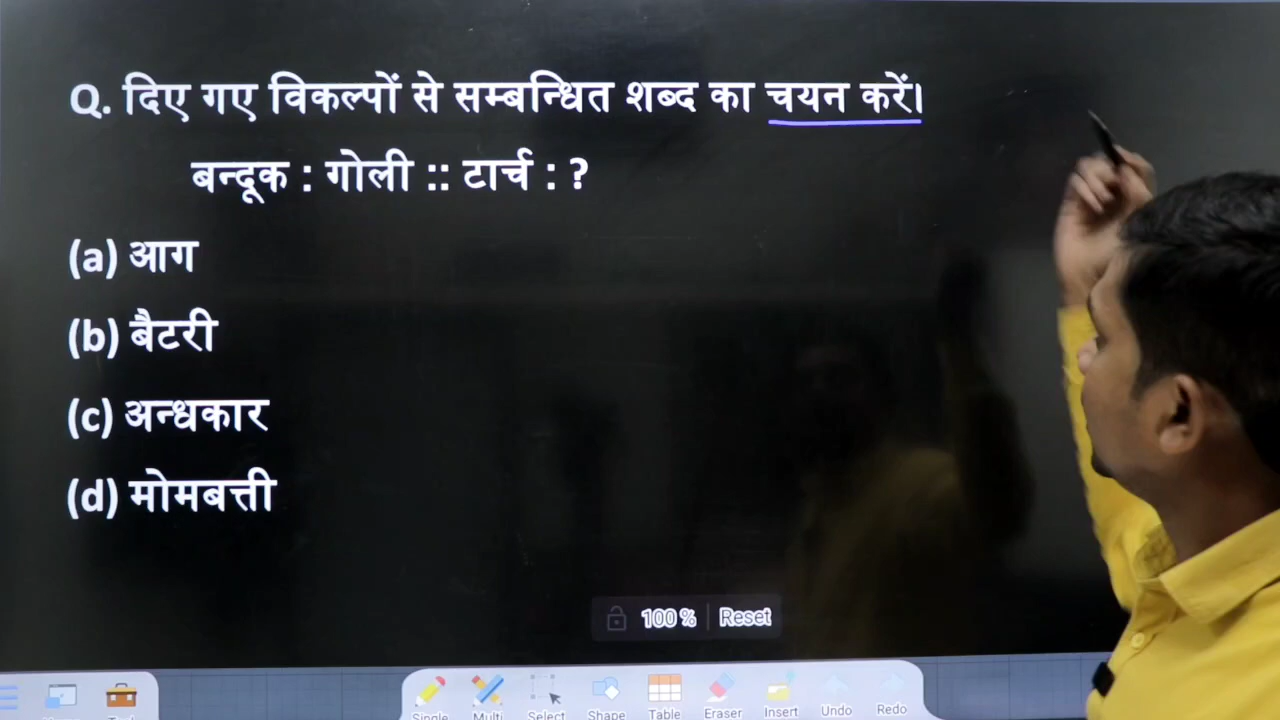 Q. दिए गए विकल्पों से सम्बन्धित शब्द का चयन करें।
बन्दूक : गोली :: टार्च : ?
(a) आग
(b) बैटरी
(c) अन्धकार
(d) मोमबत्ती
100 % Reset
Single Multi Select Shape Table Eraser Insert Undo Redo